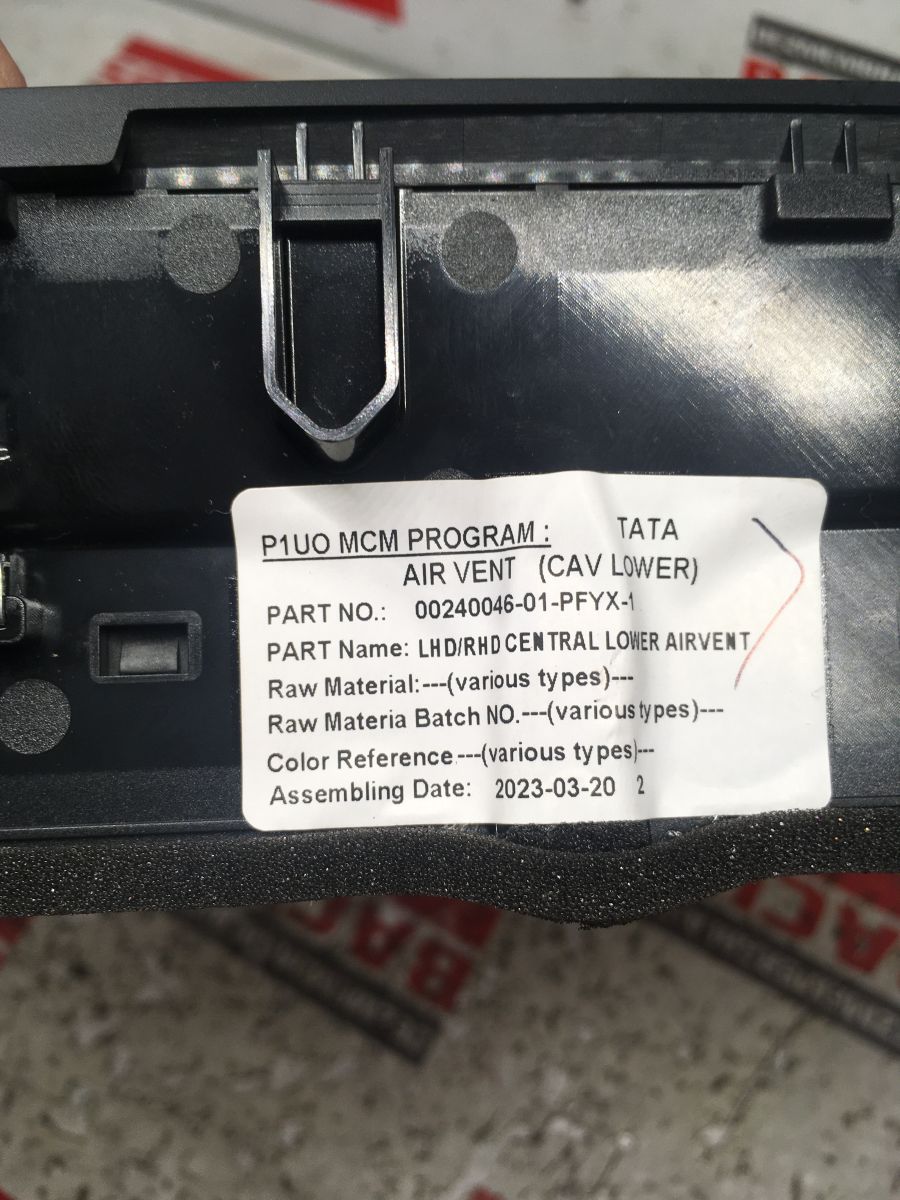 P1UO MCM PROGRAM : TATA
AIR VENT (CAV LOWER)
PART NO.: 00240046-01-PFYX-1
PART Name: LHD/RHD CENTRAL LOWER AIRVENT
Raw Material:---(various types)---
Raw Materia Batch NO.---(various types)---
Color Reference---(various types)---
Assembling Date: 2023-03-20 2